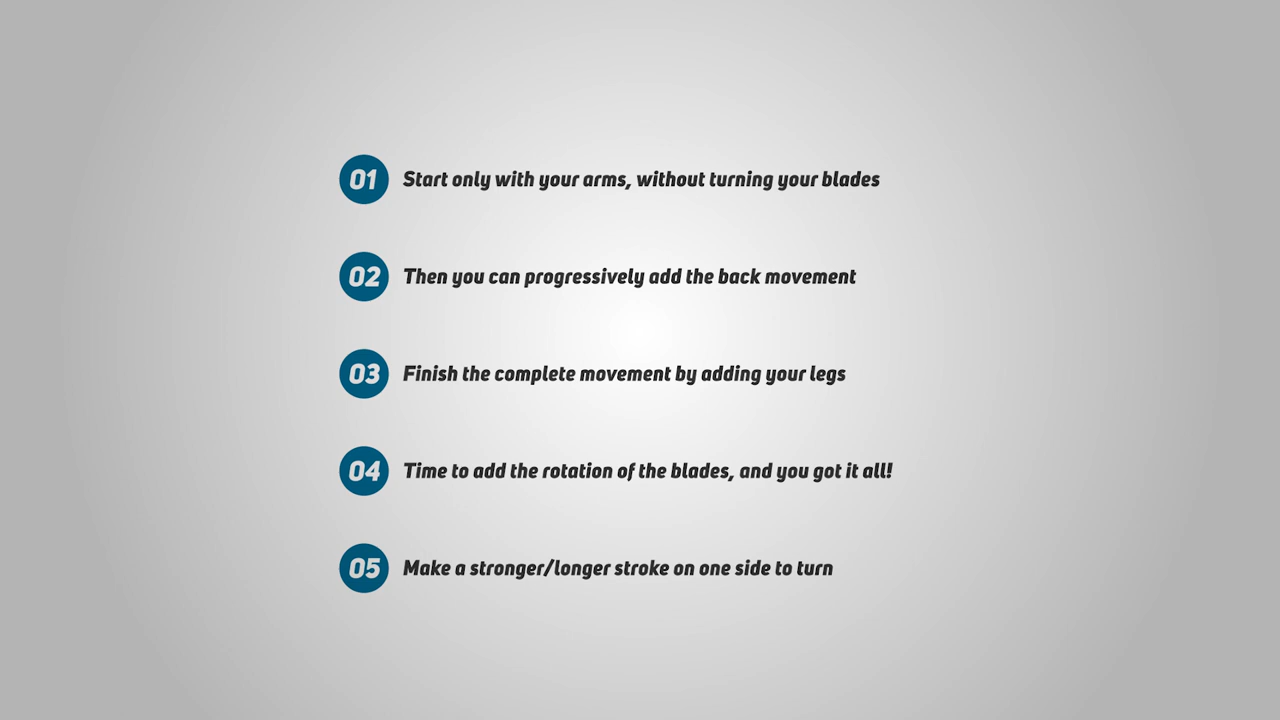 01 Start only with your arms, without turning your blades
02 Then you can progressively add the back movement
03 Finish the complete movement by adding your legs
04 Time to add the rotation of the blades, and you got it all!
05 Make a stronger/longer stroke on one side to turn